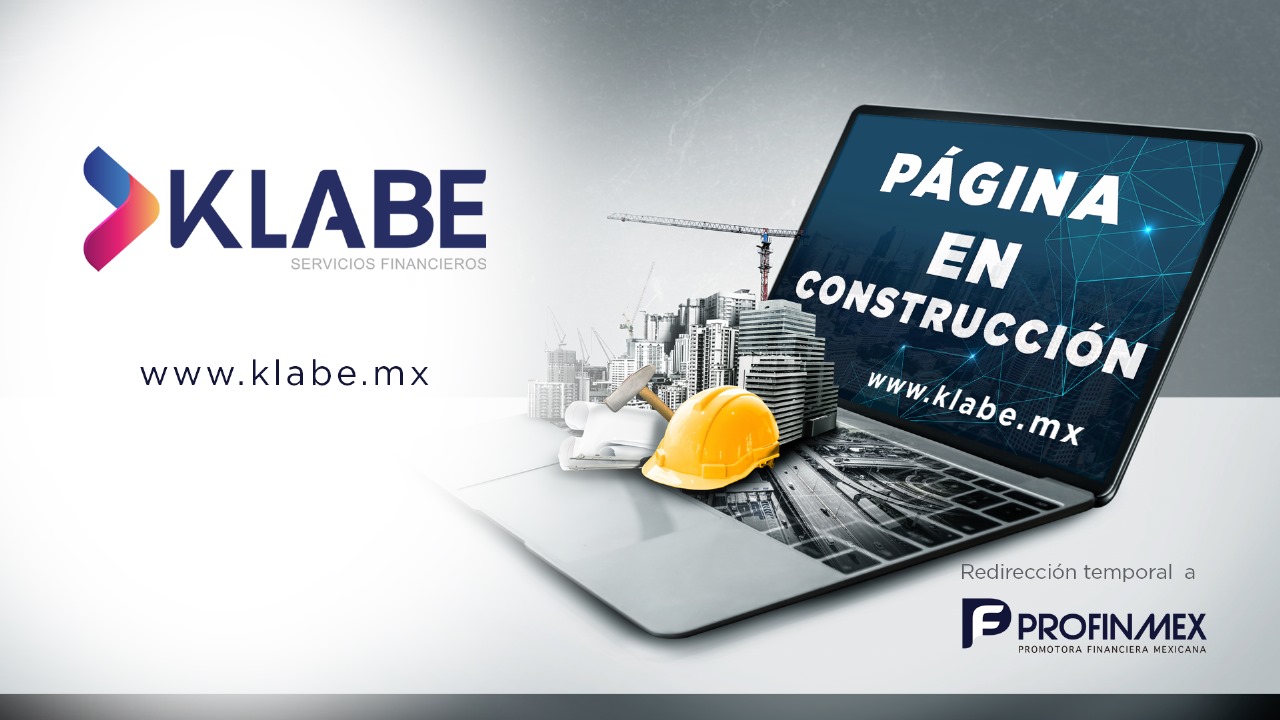 KLABE
SERVICIOS FINANCIEROS
www.klabe.mx
PÁGINA
EN
CONSTRUCCIÓN
www.klabe.mx
Redirección temporal a
PROFINMEX
PROMOTORA FINANCIERA MEXICANA